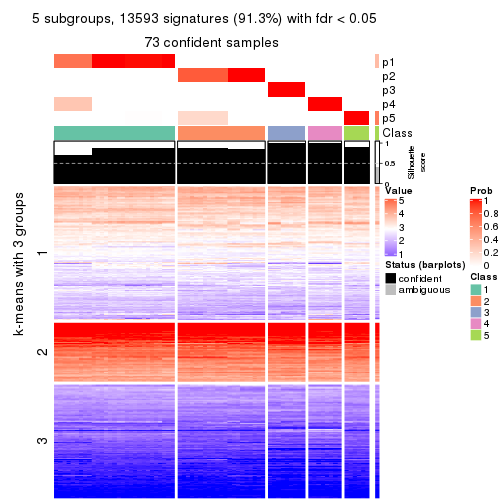 5 subgroups, 13593 signatures (91.3%) with fdr < 0.05
73 confident samples
p1
p2
p3
p4
p5
Class
1
0.5
0
Silhouette
score
k-means with 3 groups
1
2
3
Value
5
4
3
2
1
Status (barplots)
confident
ambiguous
Prob
1
0.8
0.6
0.4
0.2
0
Class
1
2
3
4
5